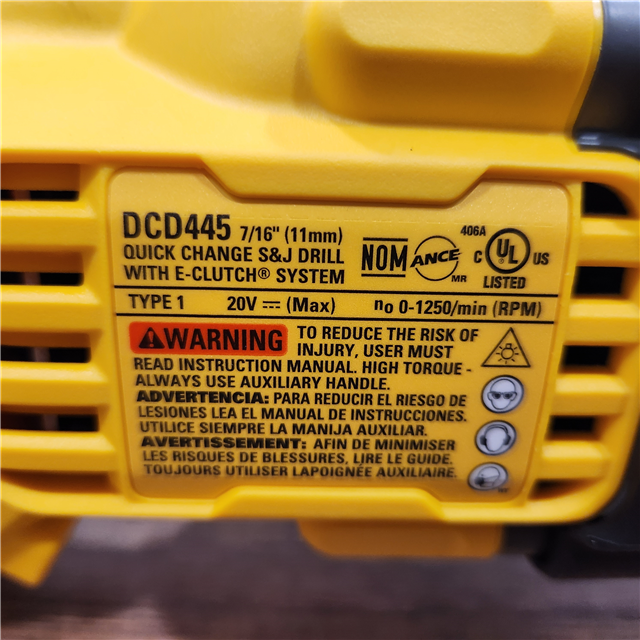 DCD445 7/16" (11mm)
QUICK CHANGE S&J DRILL
WITH E-CLUTCH® SYSTEM
NOM ANCE MR
406A
C UL US
LISTED
TYPE 1 20V ⎓ (Max) no 0-1250/min (RPM)
⚠WARNING TO REDUCE THE RISK OF
INJURY, USER MUST
READ INSTRUCTION MANUAL. HIGH TORQUE -
ALWAYS USE AUXILIARY HANDLE.
ADVERTENCIA: PARA REDUCIR EL RIESGO DE
LESIONES LEA EL MANUAL DE INSTRUCCIONES.
UTILICE SIEMPRE LA MANIJA AUXILIAR.
AVERTISSEMENT: AFIN DE MINIMISER
LES RISQUES DE BLESSURES, LIRE LE GUIDE.
TOUJOURS UTILISER LAPOIGNÉE AUXILIAIRE.